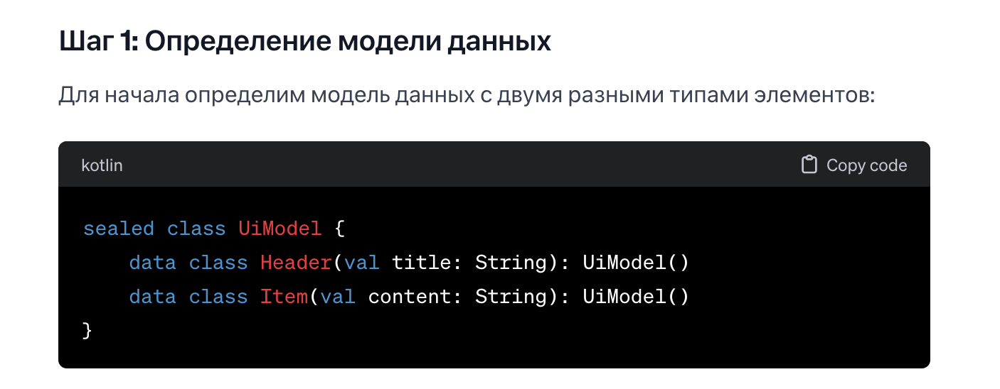 Шаг 1: Определение модели данных
Для начала определим модель данных с двумя разными типами элементов:
kotlin
Copy code
sealed class UiModel {
    data class Header(val title: String): UiModel()
    data class Item(val content: String): UiModel()
}